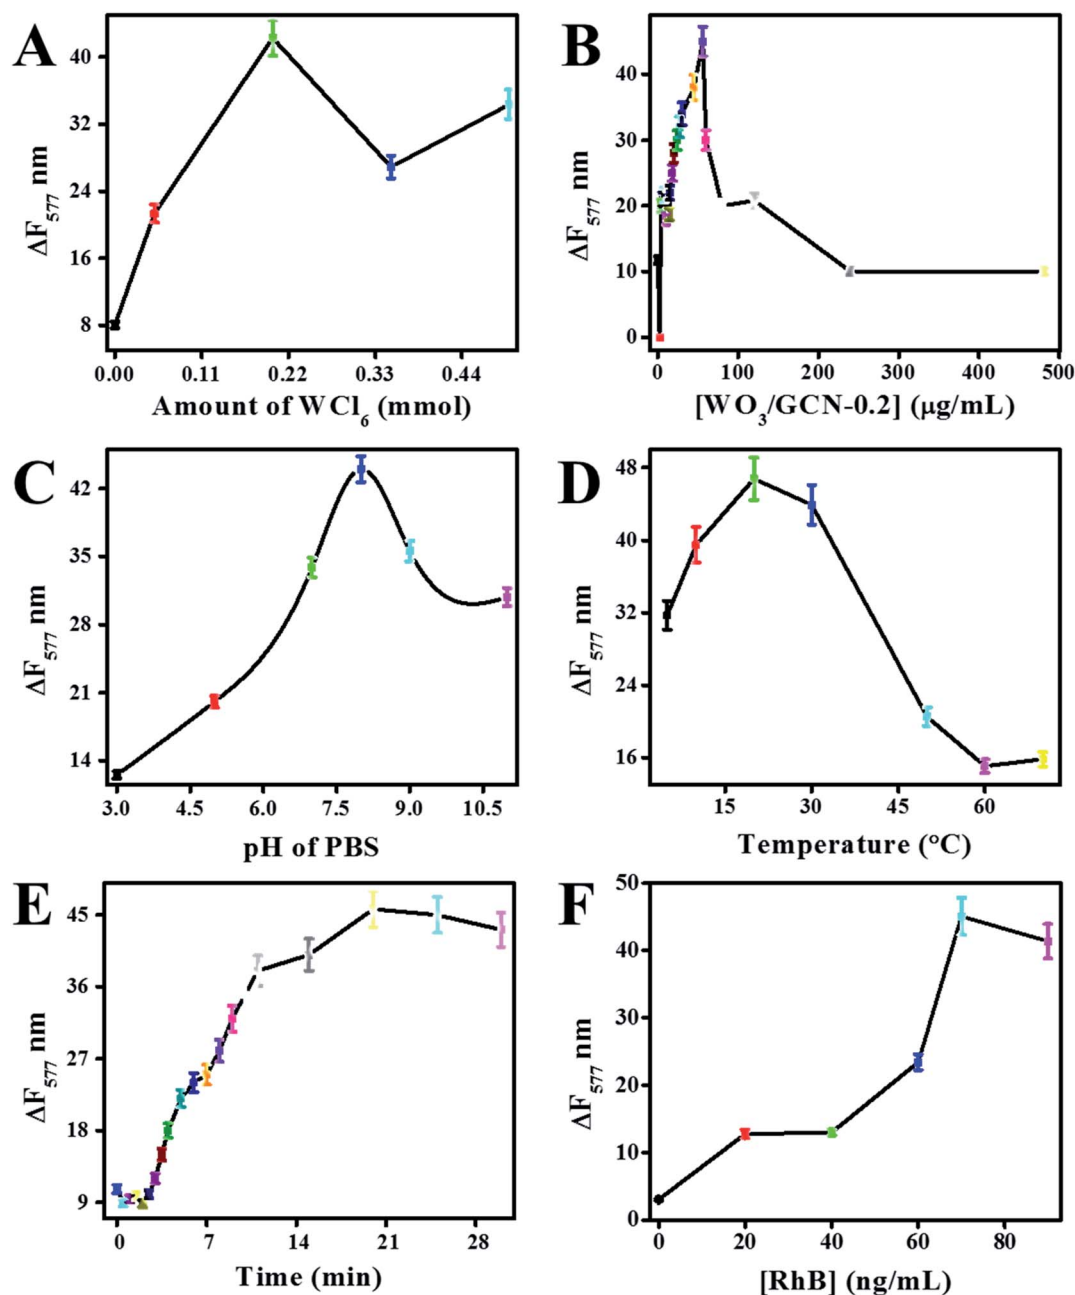 A
ΔF577 nm
40
32
24
16
8
0.00 0.11 0.22 0.33 0.44
Amount of WCl6 (mmol)
B
ΔF577 nm
40
30
20
10
0
0 100 200 300 400 500
[WO3/GCN-0.2] (μg/mL)
C
ΔF577 nm
42
35
28
21
14
3.0 4.5 6.0 7.5 9.0 10.5
pH of PBS
D
ΔF577 nm
48
40
32
24
16
15 30 45 60
Temperature (°C)
E
ΔF577 nm
45
36
27
18
9
0 7 14 21 28
Time (min)
F
ΔF577 nm
50
40
30
20
10
0
0 20 40 60 80
[RhB] (ng/mL)